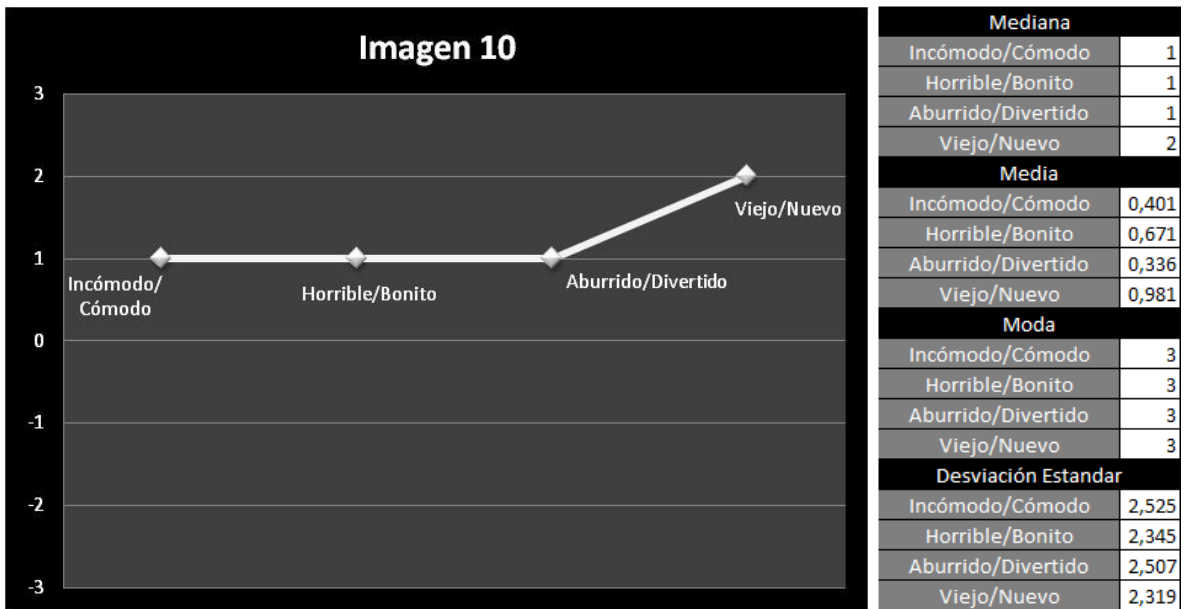 Imagen 10
3
2
1
0
-1
-2
-3
Incómodo/
Cómodo
Horrible/Bonito
Aburrido/Divertido
Viejo/Nuevo
Mediana
Incómodo/Cómodo 1
Horrible/Bonito 1
Aburrido/Divertido 1
Viejo/Nuevo 2
Media
Incómodo/Cómodo 0,401
Horrible/Bonito 0,671
Aburrido/Divertido 0,336
Viejo/Nuevo 0,981
Moda
Incómodo/Cómodo 3
Horrible/Bonito 3
Aburrido/Divertido 3
Viejo/Nuevo 3
Desviación Estandar
Incómodo/Cómodo 2,525
Horrible/Bonito 2,345
Aburrido/Divertido 2,507
Viejo/Nuevo 2,319